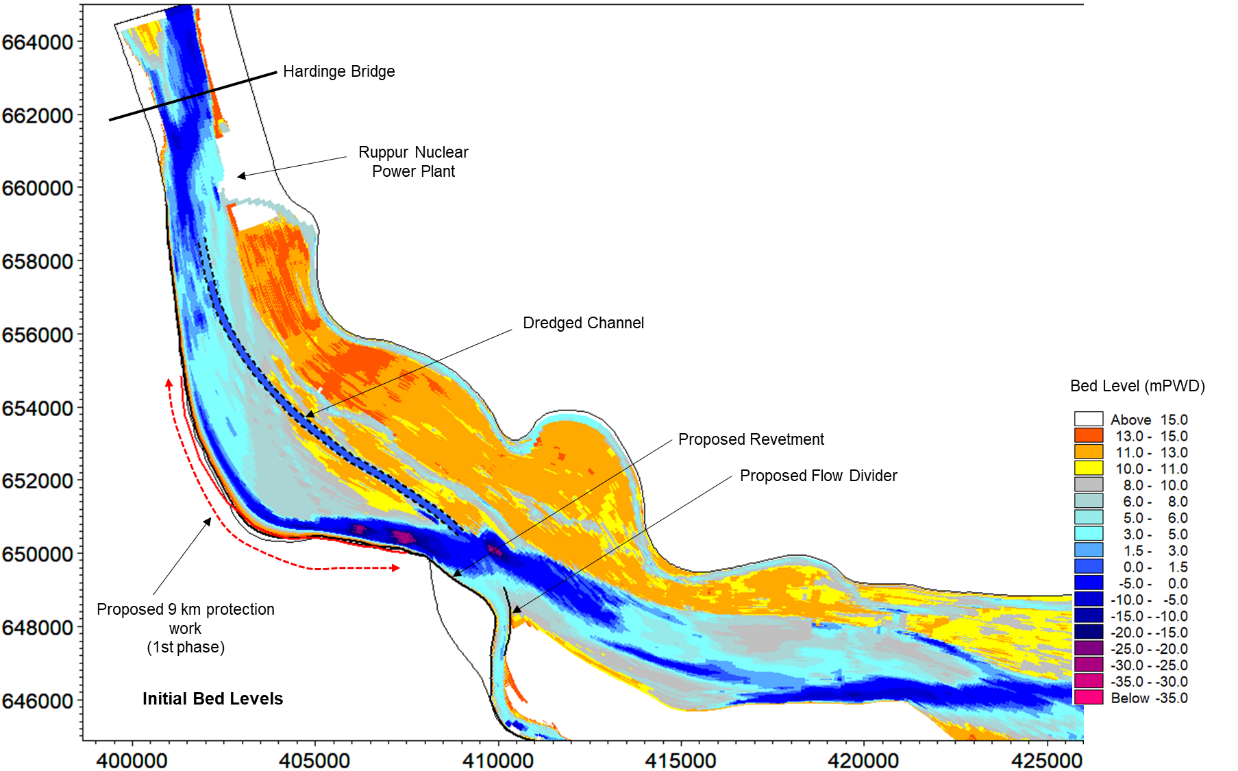 664000
662000
660000
658000
656000
654000
652000
650000
648000
646000
400000
405000
410000
415000
420000
425000
Hardinge Bridge
Ruppur Nuclear
Power Plant
Dredged Channel
Proposed Revetment
Proposed Flow Divider
Proposed 9 km protection
work
(1st phase)
Initial Bed Levels
Bed Level (mPWD)
Above 15.0
13.0 - 15.0
11.0 - 13.0
10.0 - 11.0
8.0 - 10.0
6.0 - 8.0
5.0 - 6.0
3.0 - 5.0
1.5 - 3.0
0.0 - 1.5
-5.0 - 0.0
-10.0 - -5.0
-15.0 - -10.0
-20.0 - -15.0
-25.0 - -20.0
-30.0 - -25.0
-35.0 - -30.0
Below -35.0